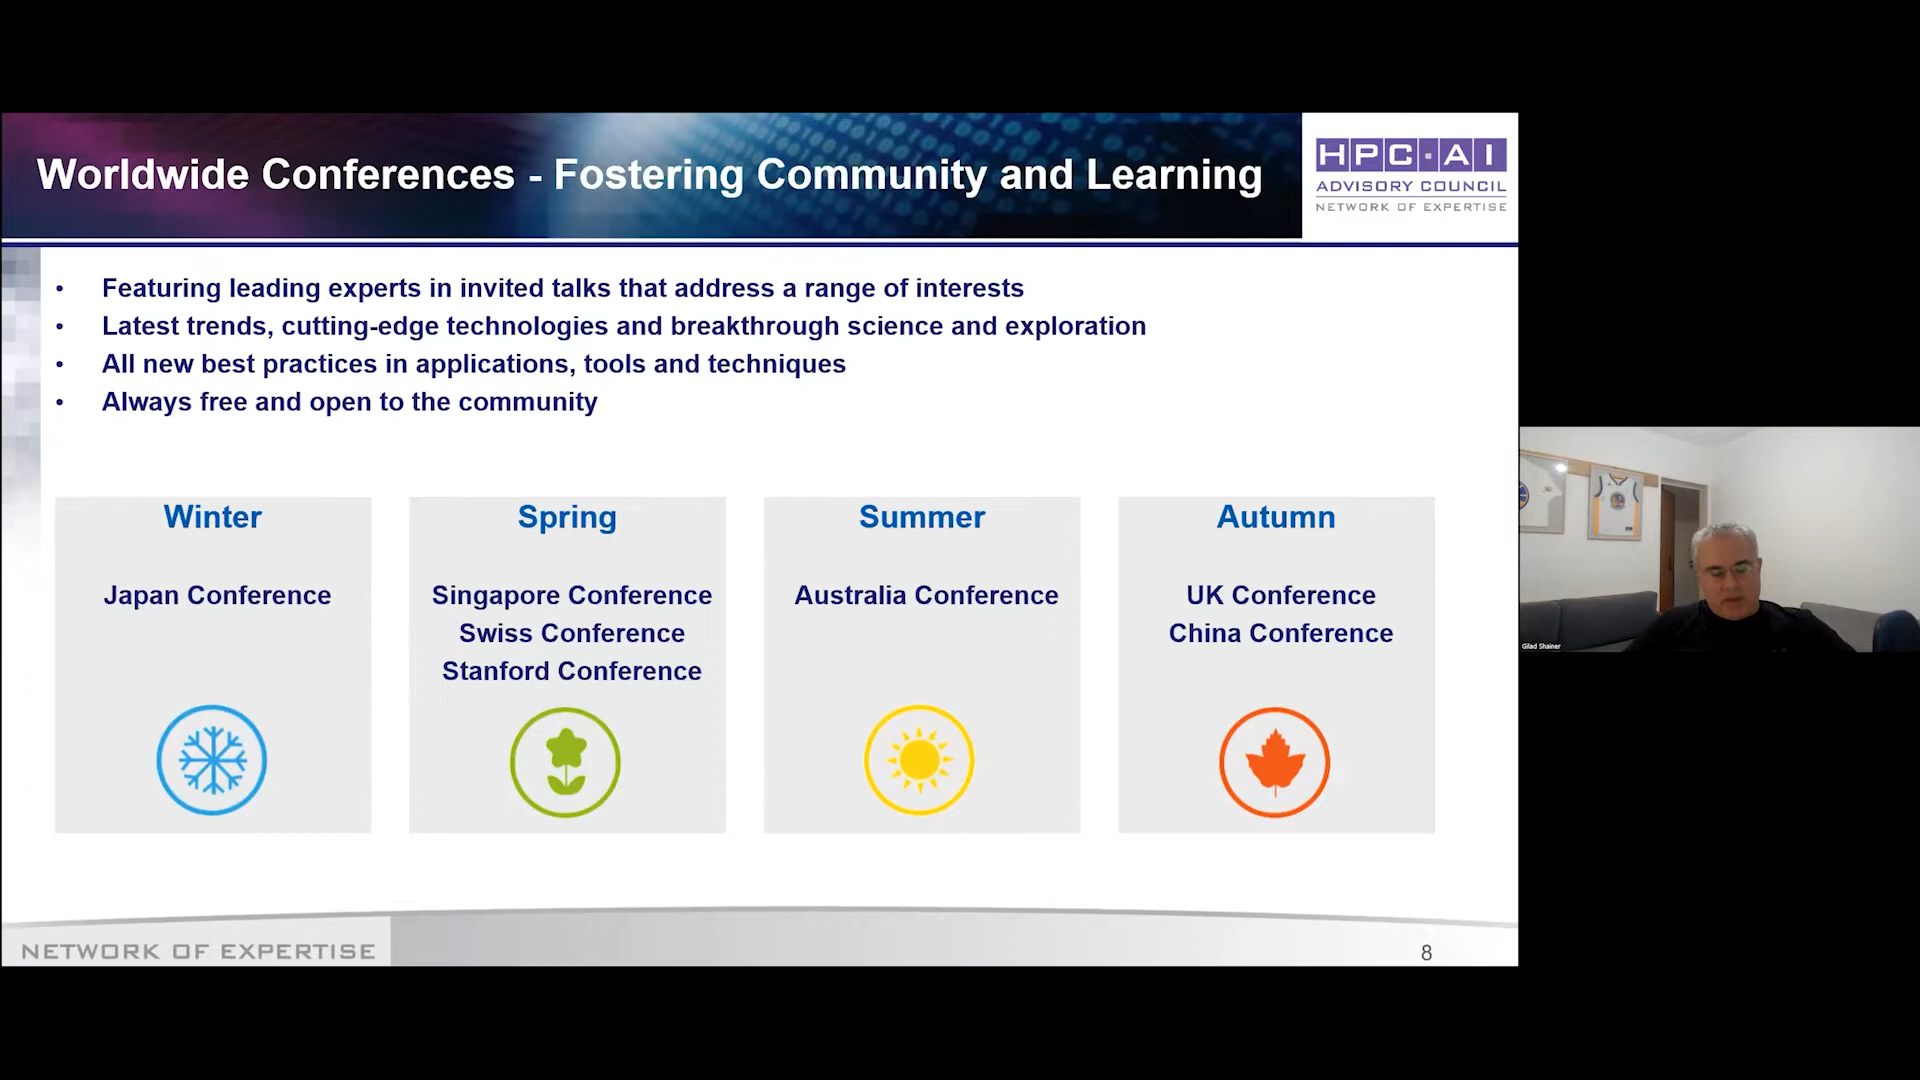 Worldwide Conferences - Fostering Community and Learning
HPC·AI
ADVISORY COUNCIL
NETWORK OF EXPERTISE
• Featuring leading experts in invited talks that address a range of interests
• Latest trends, cutting-edge technologies and breakthrough science and exploration
• All new best practices in applications, tools and techniques
• Always free and open to the community
Winter
Japan Conference
Spring
Singapore Conference
Swiss Conference
Stanford Conference
Summer
Australia Conference
Autumn
UK Conference
China Conference
Gilad Shainer
NETWORK OF EXPERTISE
8